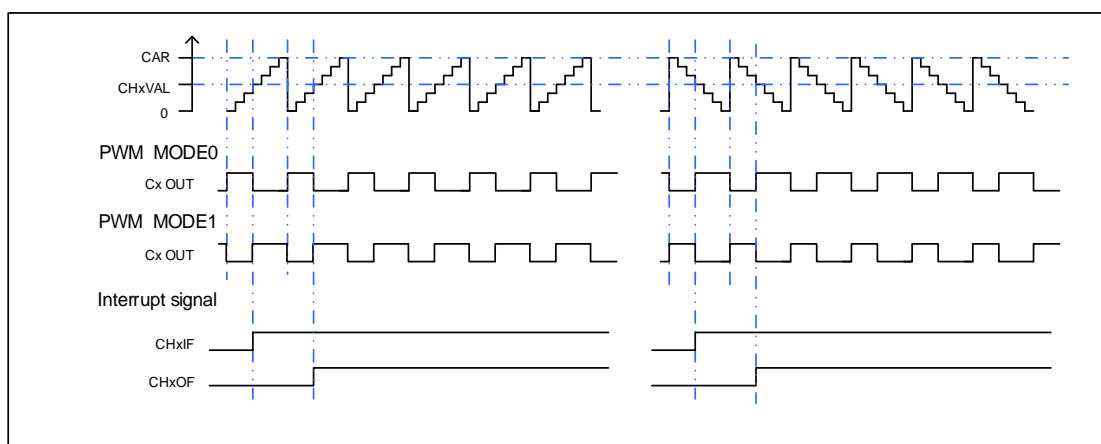 CAR
CHxVAL
0
PWM MODE0
Cx OUT
PWM MODE1
Cx OUT
Interrupt signal
CHxIF
CHxOF